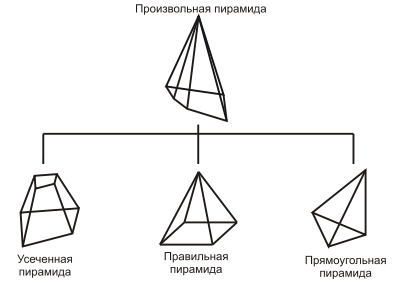 Произвольная пирамида
Усеченная
пирамида
Правильная
пирамида
Прямоугольная
пирамида